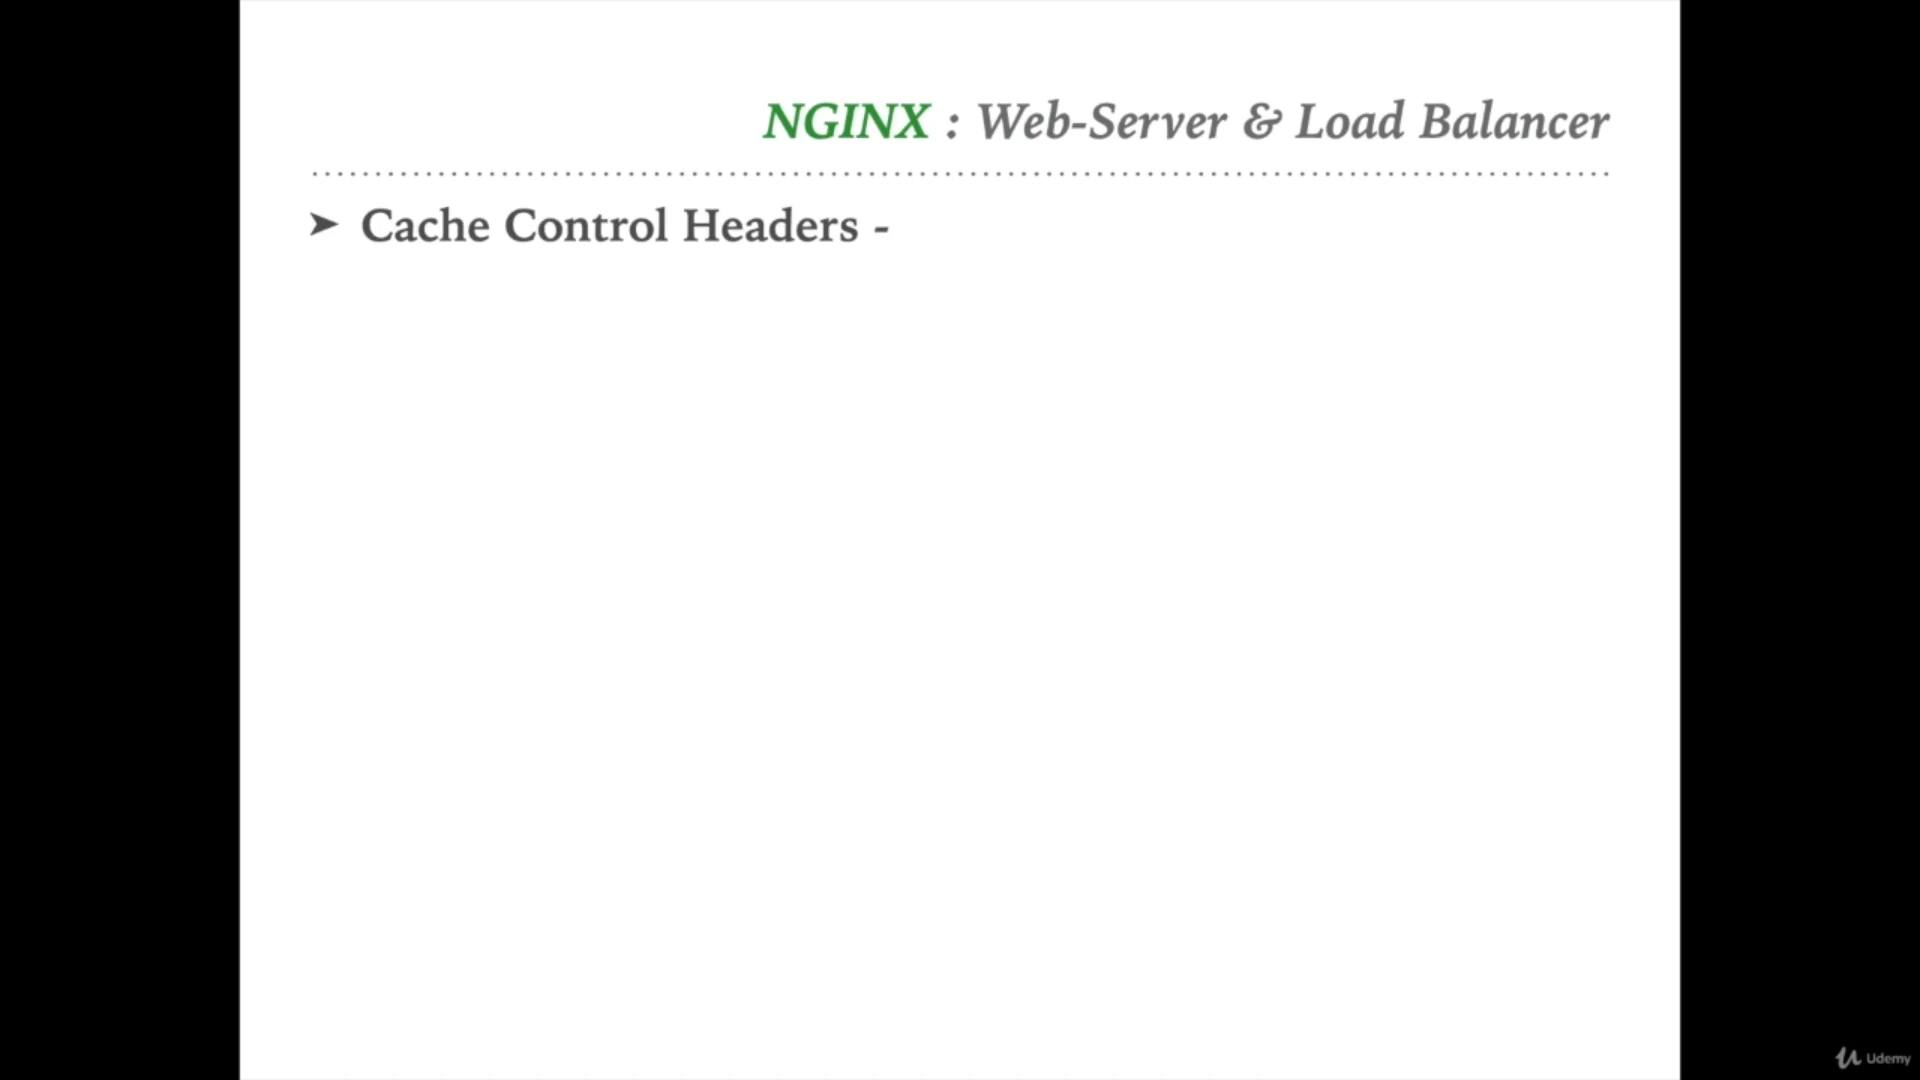 NGINX : Web-Server & Load Balancer
➤ Cache Control Headers -
Udemy